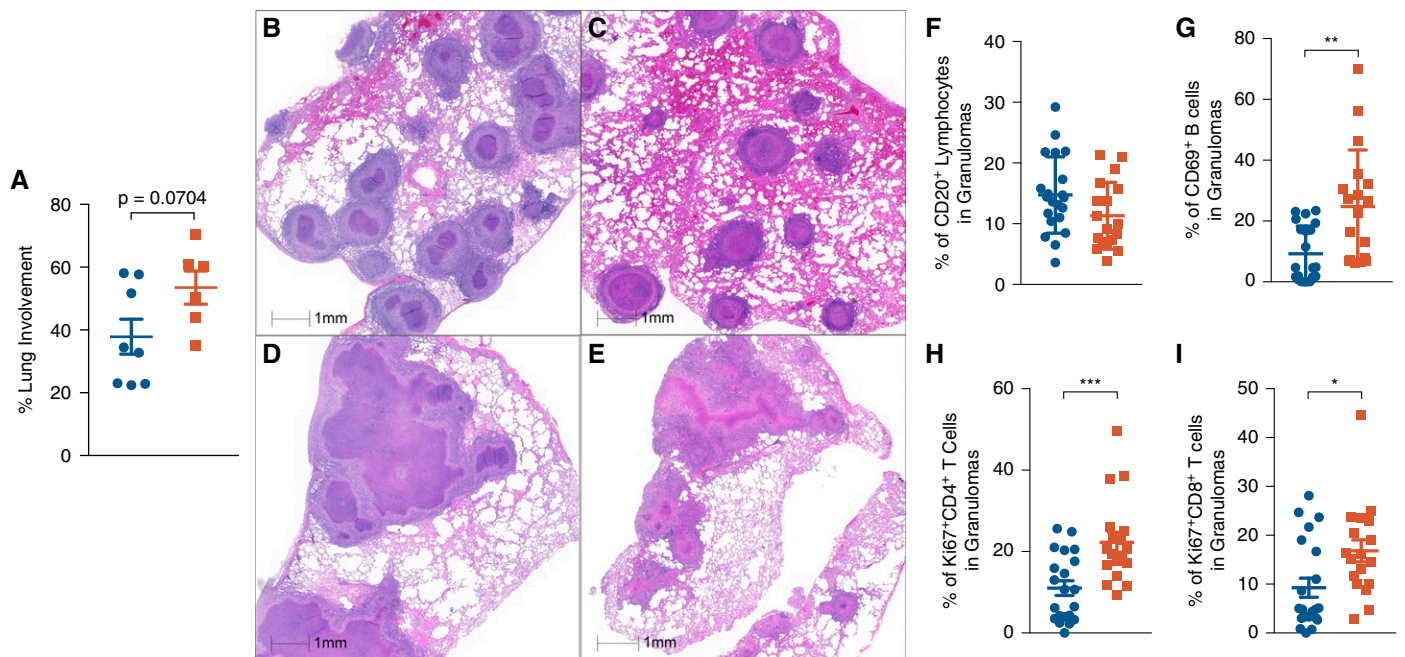 A
% Lung Involvement
p = 0.0704
80
60
40
20
0
B
1mm
C
1mm
D
1mm
E
1mm
F
% of CD20⁺ Lymphocytes
in Granulomas
40
30
20
10
0
G
% of CD69⁺ B cells
in Granulomas
80
60
40
20
0
**
H
% of Ki67⁺CD4⁺ T Cells
in Granulomas
60
40
20
0
***
I
% of Ki67⁺CD8⁺ T cells
in Granulomas
50
40
30
20
10
0
*